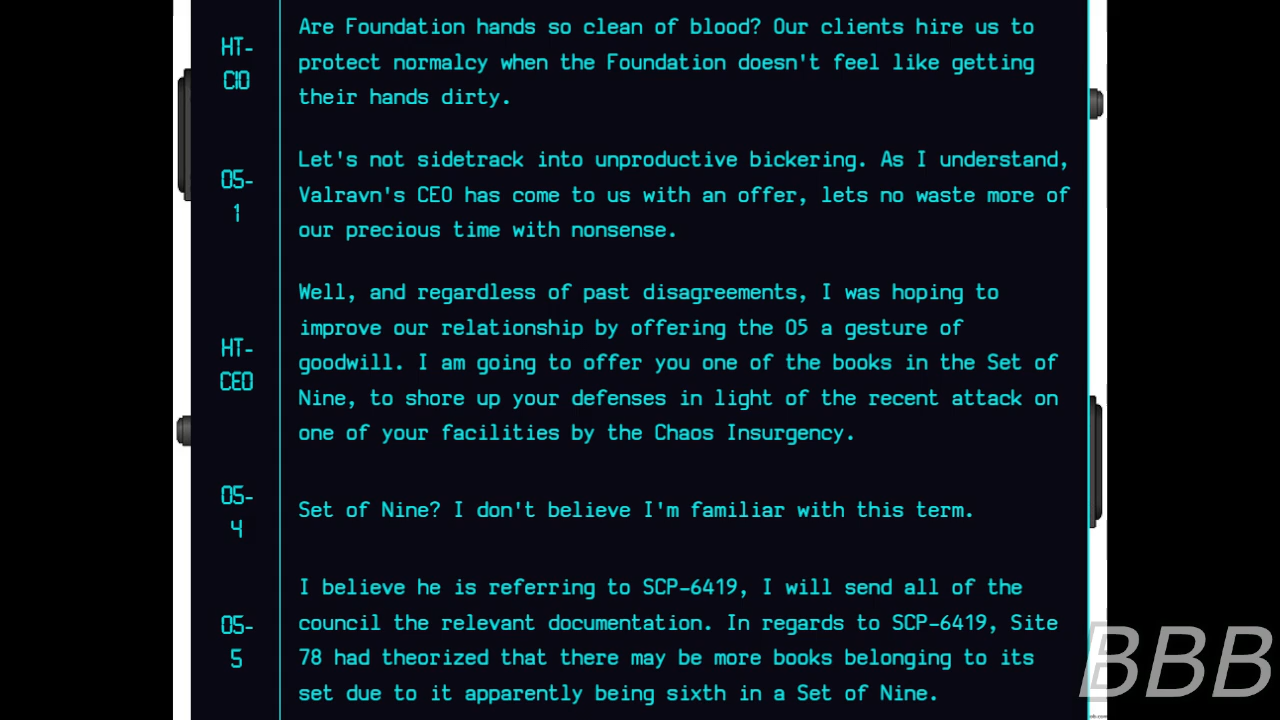 HT-
C10
Are Foundation hands so clean of blood? Our clients hire us to
protect normalcy when the Foundation doesn't feel like getting
their hands dirty.
05-
1
Let's not sidetrack into unproductive bickering. As I understand,
Valravn's CEO has come to us with an offer, lets no waste more of
our precious time with nonsense.
HT-
CEO
Well, and regardless of past disagreements, I was hoping to
improve our relationship by offering the O5 a gesture of
goodwill. I am going to offer you one of the books in the Set of
Nine, to shore up your defenses in light of the recent attack on
one of your facilities by the Chaos Insurgency.
05-
4
Set of Nine? I don't believe I'm familiar with this term.
05-
5
I believe he is referring to SCP-6419, I will send all of the
council the relevant documentation. In regards to SCP-6419, Site
78 had theorized that there may be more books belonging to its
set due to it apparently being sixth in a Set of Nine.
BBB